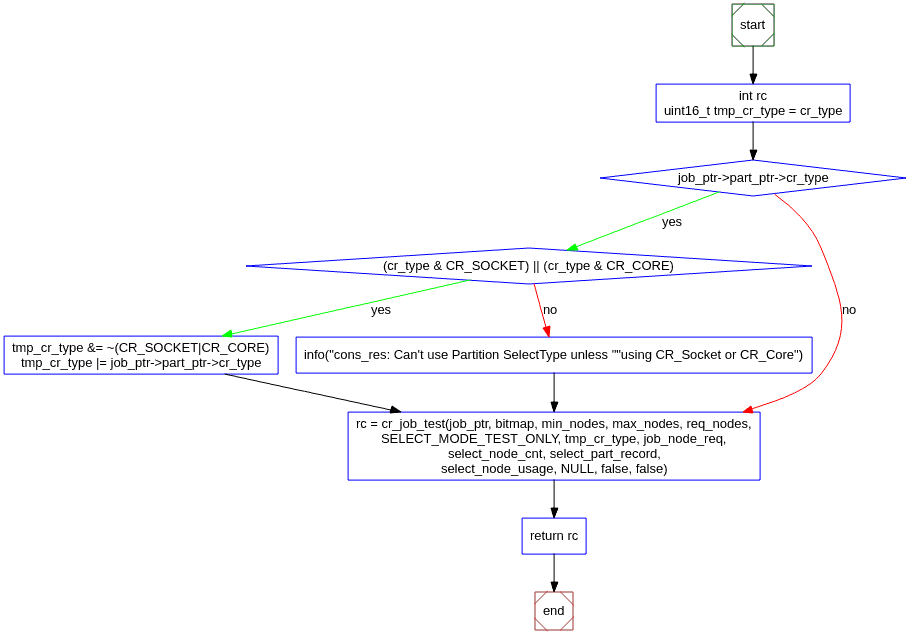 start
int rc
uint16_t tmp_cr_type = cr_type
job_ptr->part_ptr->cr_type
yes
(cr_type & CR_SOCKET) || (cr_type & CR_CORE)
yes
no
no
tmp_cr_type &= ~(CR_SOCKET|CR_CORE)
tmp_cr_type |= job_ptr->part_ptr->cr_type
info("cons_res: Can't use Partition SelectType unless ""using CR_Socket or CR_Core")
rc = cr_job_test(job_ptr, bitmap, min_nodes, max_nodes, req_nodes,
SELECT_MODE_TEST_ONLY, tmp_cr_type, job_node_req,
select_node_cnt, select_part_record,
select_node_usage, NULL, false, false)
return rc
end